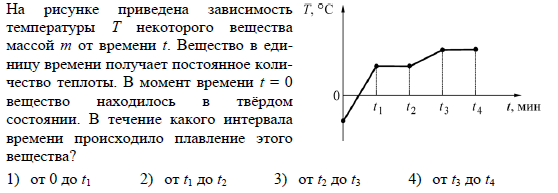 На рисунке приведена зависимость
температуры T некоторого вещества
массой m от времени t. Вещество в еди-
ницу времени получает постоянное коли-
чество теплоты. В момент времени t = 0
вещество находилось в твёрдом
состоянии. В течение какого интервала
времени происходило плавление этого
вещества?
T, °C
0
t₁
t₂
t₃
t₄
t, мин
1) от 0 до t₁
2) от t₁ до t₂
3) от t₂ до t₃
4) от t₃ до t₄